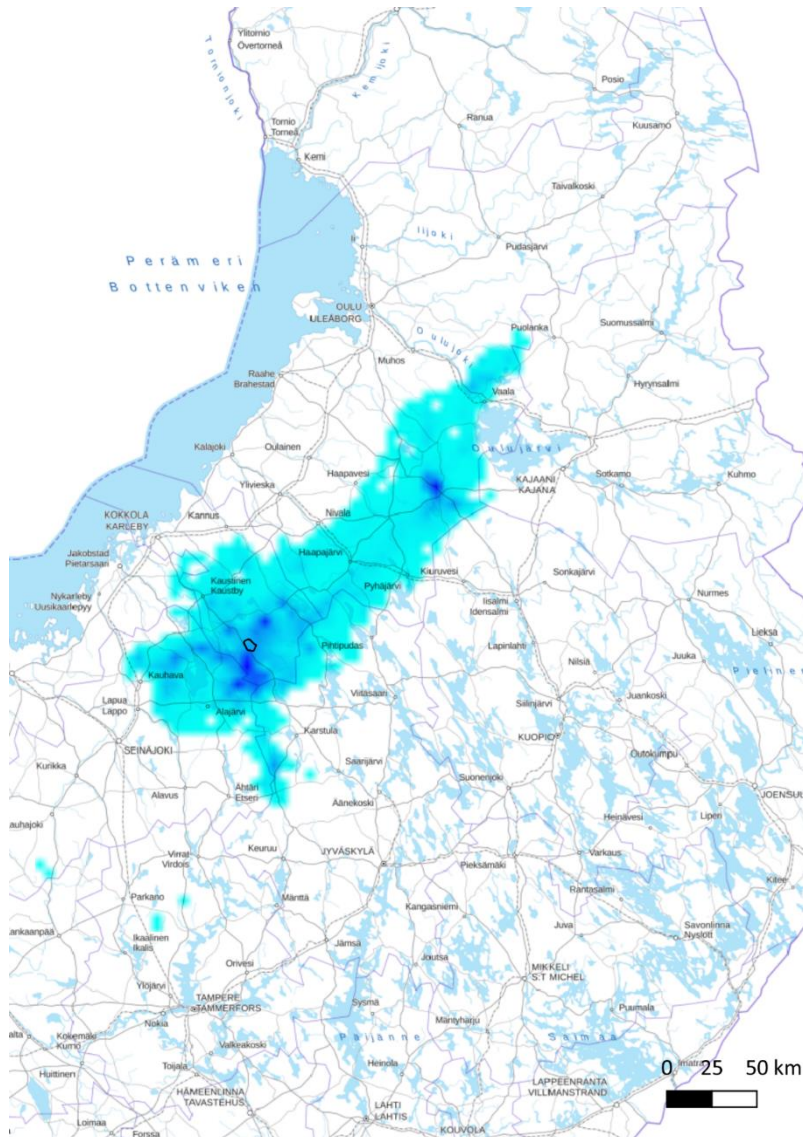 Ylitornio
Övertorneå
Tornionjoki
Kemijoki
Posio
Ranua
Kuusamo
Tornio
Torneå
Kemi
Taivalkoski
Perämeri
Bottenviken
Ii
Iijoki
Pudasjärvi
OULU
ULEÅBORG
Oulujoki
Puolanka
Suomussalmi
Muhos
Raahe
Brahestad
Vaala
Hyrynsalmi
Kalajoki
Oulainen
Oulujärvi
Haapavesi
KAJAANI
KAJANA
Sotkamo
Kuhmo
Ylivieska
KOKKOLA
KARLEBY
Kannus
Nivala
Jakobstad
Pietarsaari
Haapajärvi
Kaustinen
Kaustby
Pyhäjärvi
Kiuruvesi
Sonkajärvi
Nykarleby
Uusikaarlepyy
Iisalmi
Idensalmi
Nurmes
Lieksa
Pihtipudas
Lapinlahti
Nilsiä
Juuka
Pielinen
Kauhava
Viitasaari
Siilinjärvi
Juankoski
Lapua
Lappo
Alajärvi
Karstula
KUOPIO
SEINÄJOKI
Saarijärvi
Outokumpu
Kurikka
Suonenjoki
Alavus
Ähtäri
Etseri
Äänekoski
JOENSUU
Heinävesi
Liperi
auhajoki
Virrat
Virdois
Keuruu
JYVÄSKYLÄ
Pieksämäki
Varkaus
Kitee
Parkano
Mänttä
Rantasalmi
Kangasniemi
ankaanpää
Ikaalinen
Ikalis
Juva
Savonlinna
Nyslott
Jämsä
Orivesi
Joutsa
MIKKELI
S:T MICHEL
Ylöjärvi
TAMPERE
TAMMERFORS
Sysmä
Puumala
Nokia
Mäntyharju
Kokemäki
Kumo
Valkeakoski
Päijänne
Saimaa
Toijala
Heinola
0 25 50 km
Imatra
Huittinen
HÄMEENLINNA
TAVASTEHUS
LAPPEENRANTA
VILLMANSTRAND
Loimaa
Forssa
LAHTI
LAHTIS
KOUVOLA